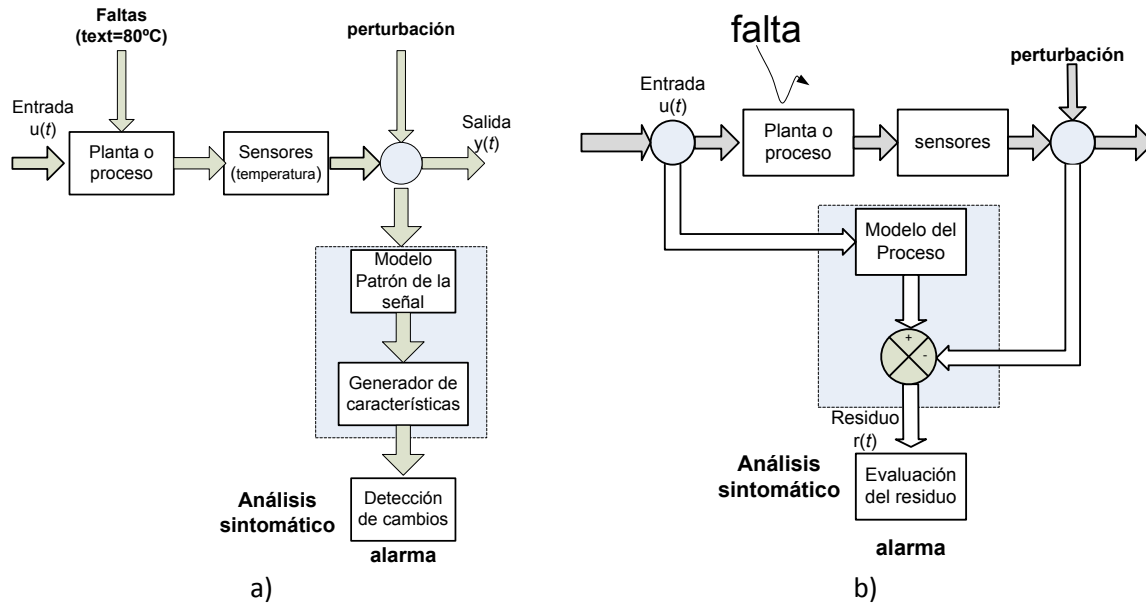 Faltas
(text=80ºC)
perturbación
Entrada
u(t)
Planta o
proceso
Sensores
(temperatura)
Salida
y(t)
Modelo
Patrón de la
señal
Generador de
características
Análisis
sintomático
Detección
de cambios
alarma
a)
falta
perturbación
Entrada
u(t)
Planta o
proceso
sensores
Modelo del
Proceso
+
-
Residuo
r(t)
Análisis
sintomático
Evaluación
del residuo
alarma
b)